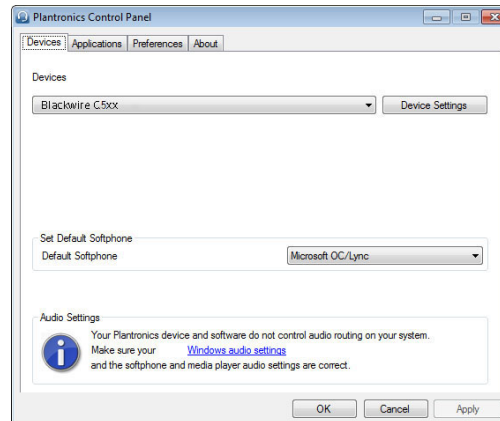 Plantronics Control Panel
Devices Applications Preferences About
Devices
Blackwire C5xx
Device Settings
Set Default Softphone
Default Softphone Microsoft OC/Lync
Audio Settings
Your Plantronics device and software do not control audio routing on your system.
Make sure your Windows audio settings
and the softphone and media player audio settings are correct.
OK Cancel Apply